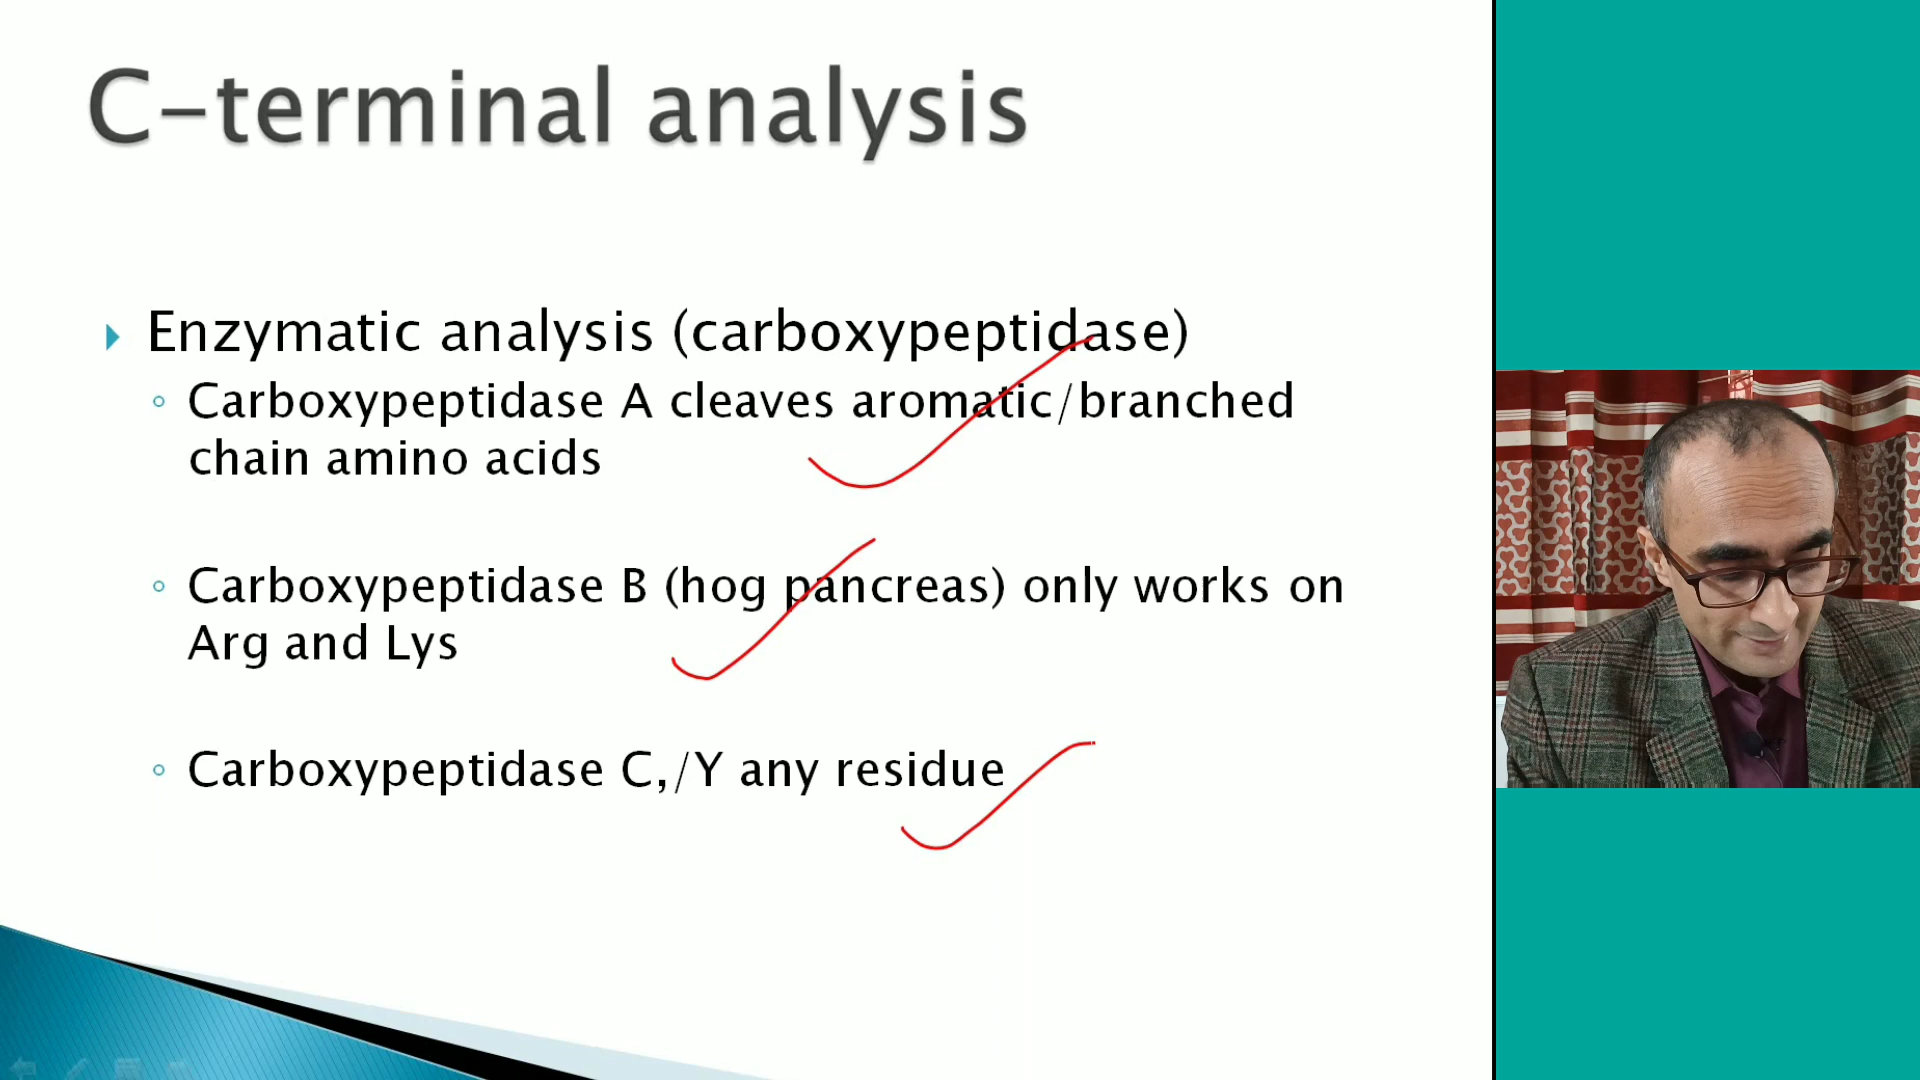 C-terminal analysis
Enzymatic analysis (carboxypeptidase)
Carboxypeptidase A cleaves aromatic/branched
chain amino acids
Carboxypeptidase B (hog pancreas) only works on
Arg and Lys
Carboxypeptidase C,/Y any residue